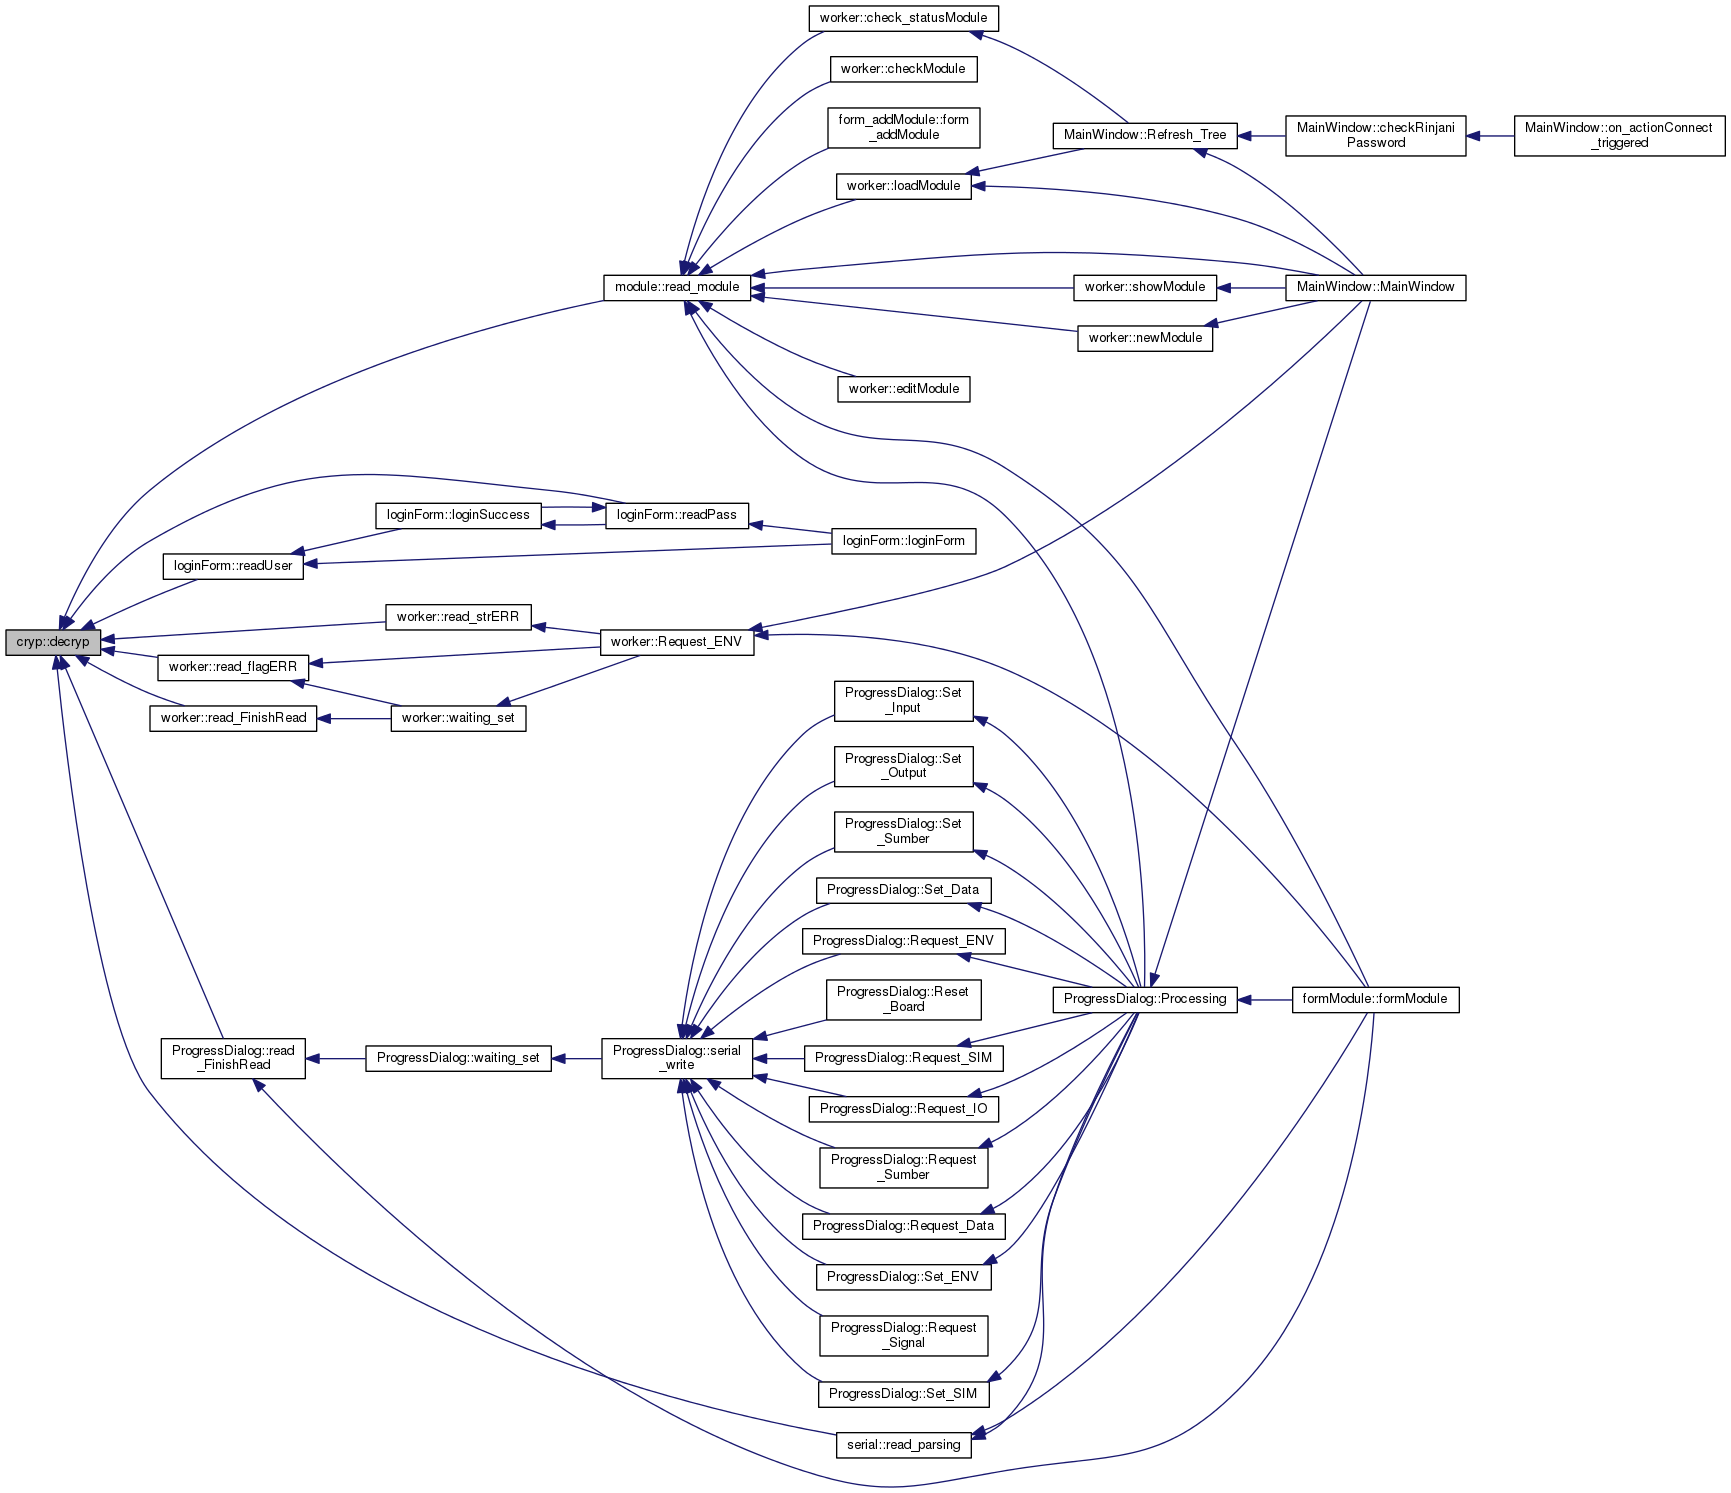 worker::check_statusModule
worker::checkModule
form_addModule::form
_addModule
MainWindow::Refresh_Tree
MainWindow::checkRinjani
Password
MainWindow::on_actionConnect
_triggered
worker::loadModule
module::read_module
worker::showModule
MainWindow::MainWindow
worker::newModule
worker::editModule
loginForm::loginSuccess
loginForm::readPass
loginForm::loginForm
loginForm::readUser
cryp::decryp
worker::read_strERR
worker::Request_ENV
worker::read_flagERR
worker::read_FinishRead
worker::waiting_set
ProgressDialog::Set
_Input
ProgressDialog::Set
_Output
ProgressDialog::Set
_Sumber
ProgressDialog::Set_Data
ProgressDialog::Request_ENV
ProgressDialog::Reset
_Board
ProgressDialog::Processing
formModule::formModule
ProgressDialog::read
_FinishRead
ProgressDialog::waiting_set
ProgressDialog::serial
_write
ProgressDialog::Request_SIM
ProgressDialog::Request_IO
ProgressDialog::Request
_Sumber
ProgressDialog::Request_Data
ProgressDialog::Set_ENV
ProgressDialog::Request
_Signal
ProgressDialog::Set_SIM
serial::read_parsing